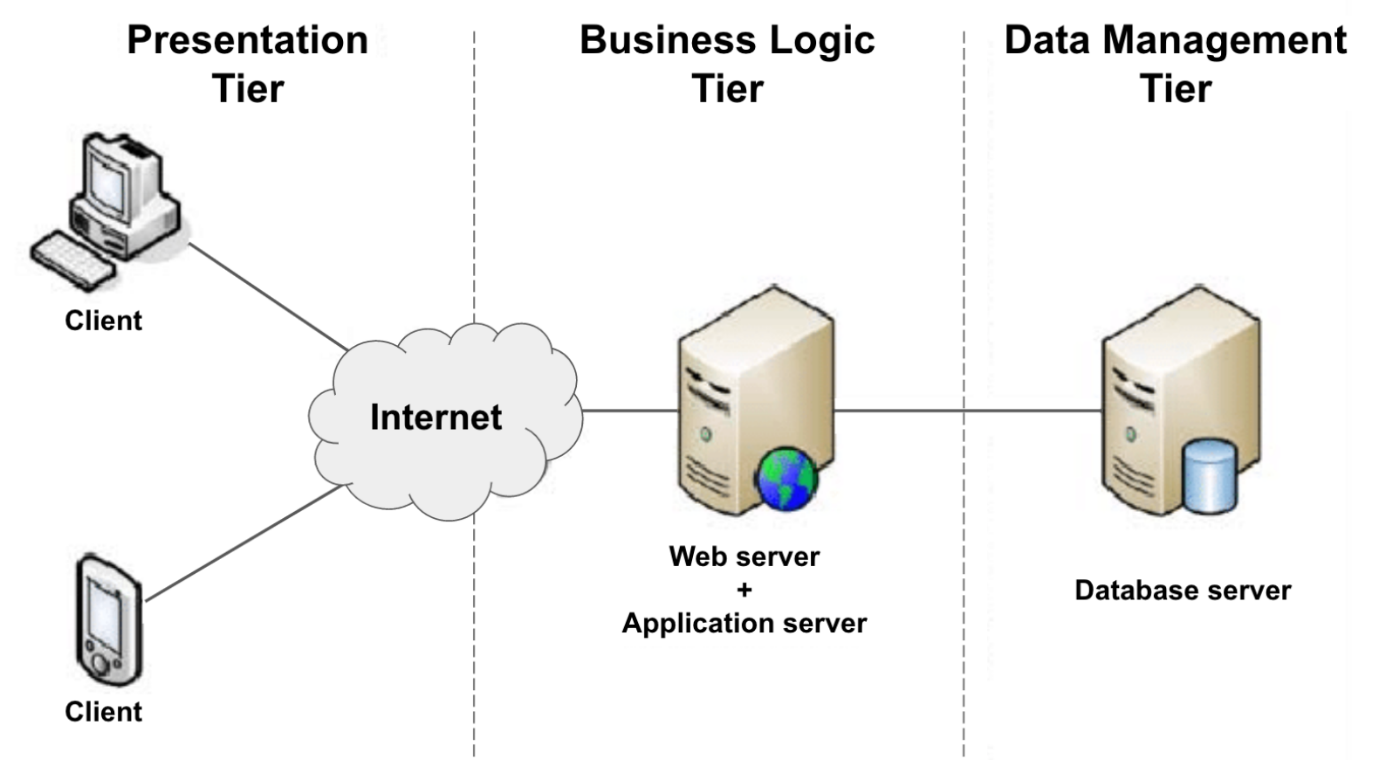 Presentation
Tier
Business Logic
Tier
Data Management
Tier
Client
Internet
Web server
+
Application server
Database server
Client